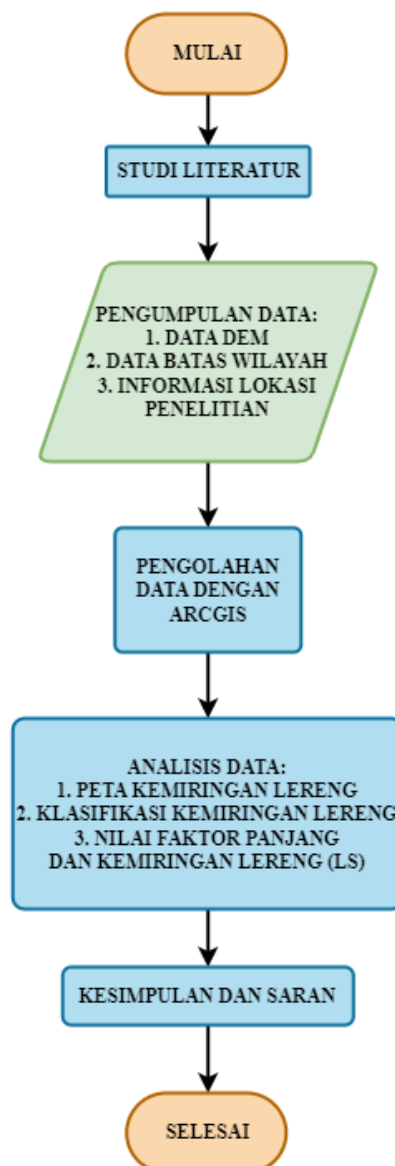 MULAI
STUDI LITERATUR
PENGUMPULAN DATA:
1. DATA DEM
2. DATA BATAS WILAYAH
3. INFORMASI LOKASI
PENELITIAN
PENGOLAHAN
DATA DENGAN
ARCGIS
ANALISIS DATA:
1. PETA KEMIRINGAN LERENG
2. KLASIFIKASI KEMIRINGAN LERENG
3. NILAI FAKTOR PANJANG
DAN KEMIRINGAN LERENG (LS)
KESIMPULAN DAN SARAN
SELESAI